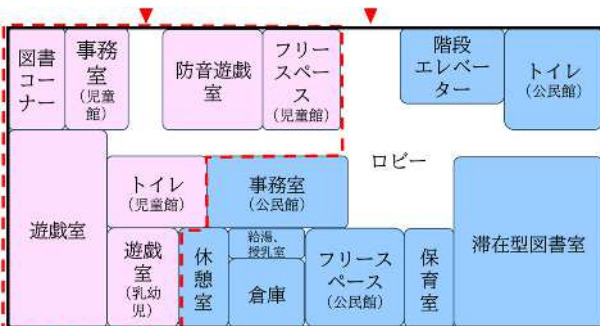 図書
コー
ナー
事務
室
(児童
館)
防音遊戯
室
フリー
スペー
ス
(児童館)
階段
エレベー
ター
トイレ
(公民館)
ロビー
遊戯室
トイレ
(児童館)
事務室
(公民館)
遊戯
室
(乳幼
児)
休
憩
室
給湯、
授乳室
倉庫
フリース
ペース
(公民館)
保
育
室
滞在型図書室